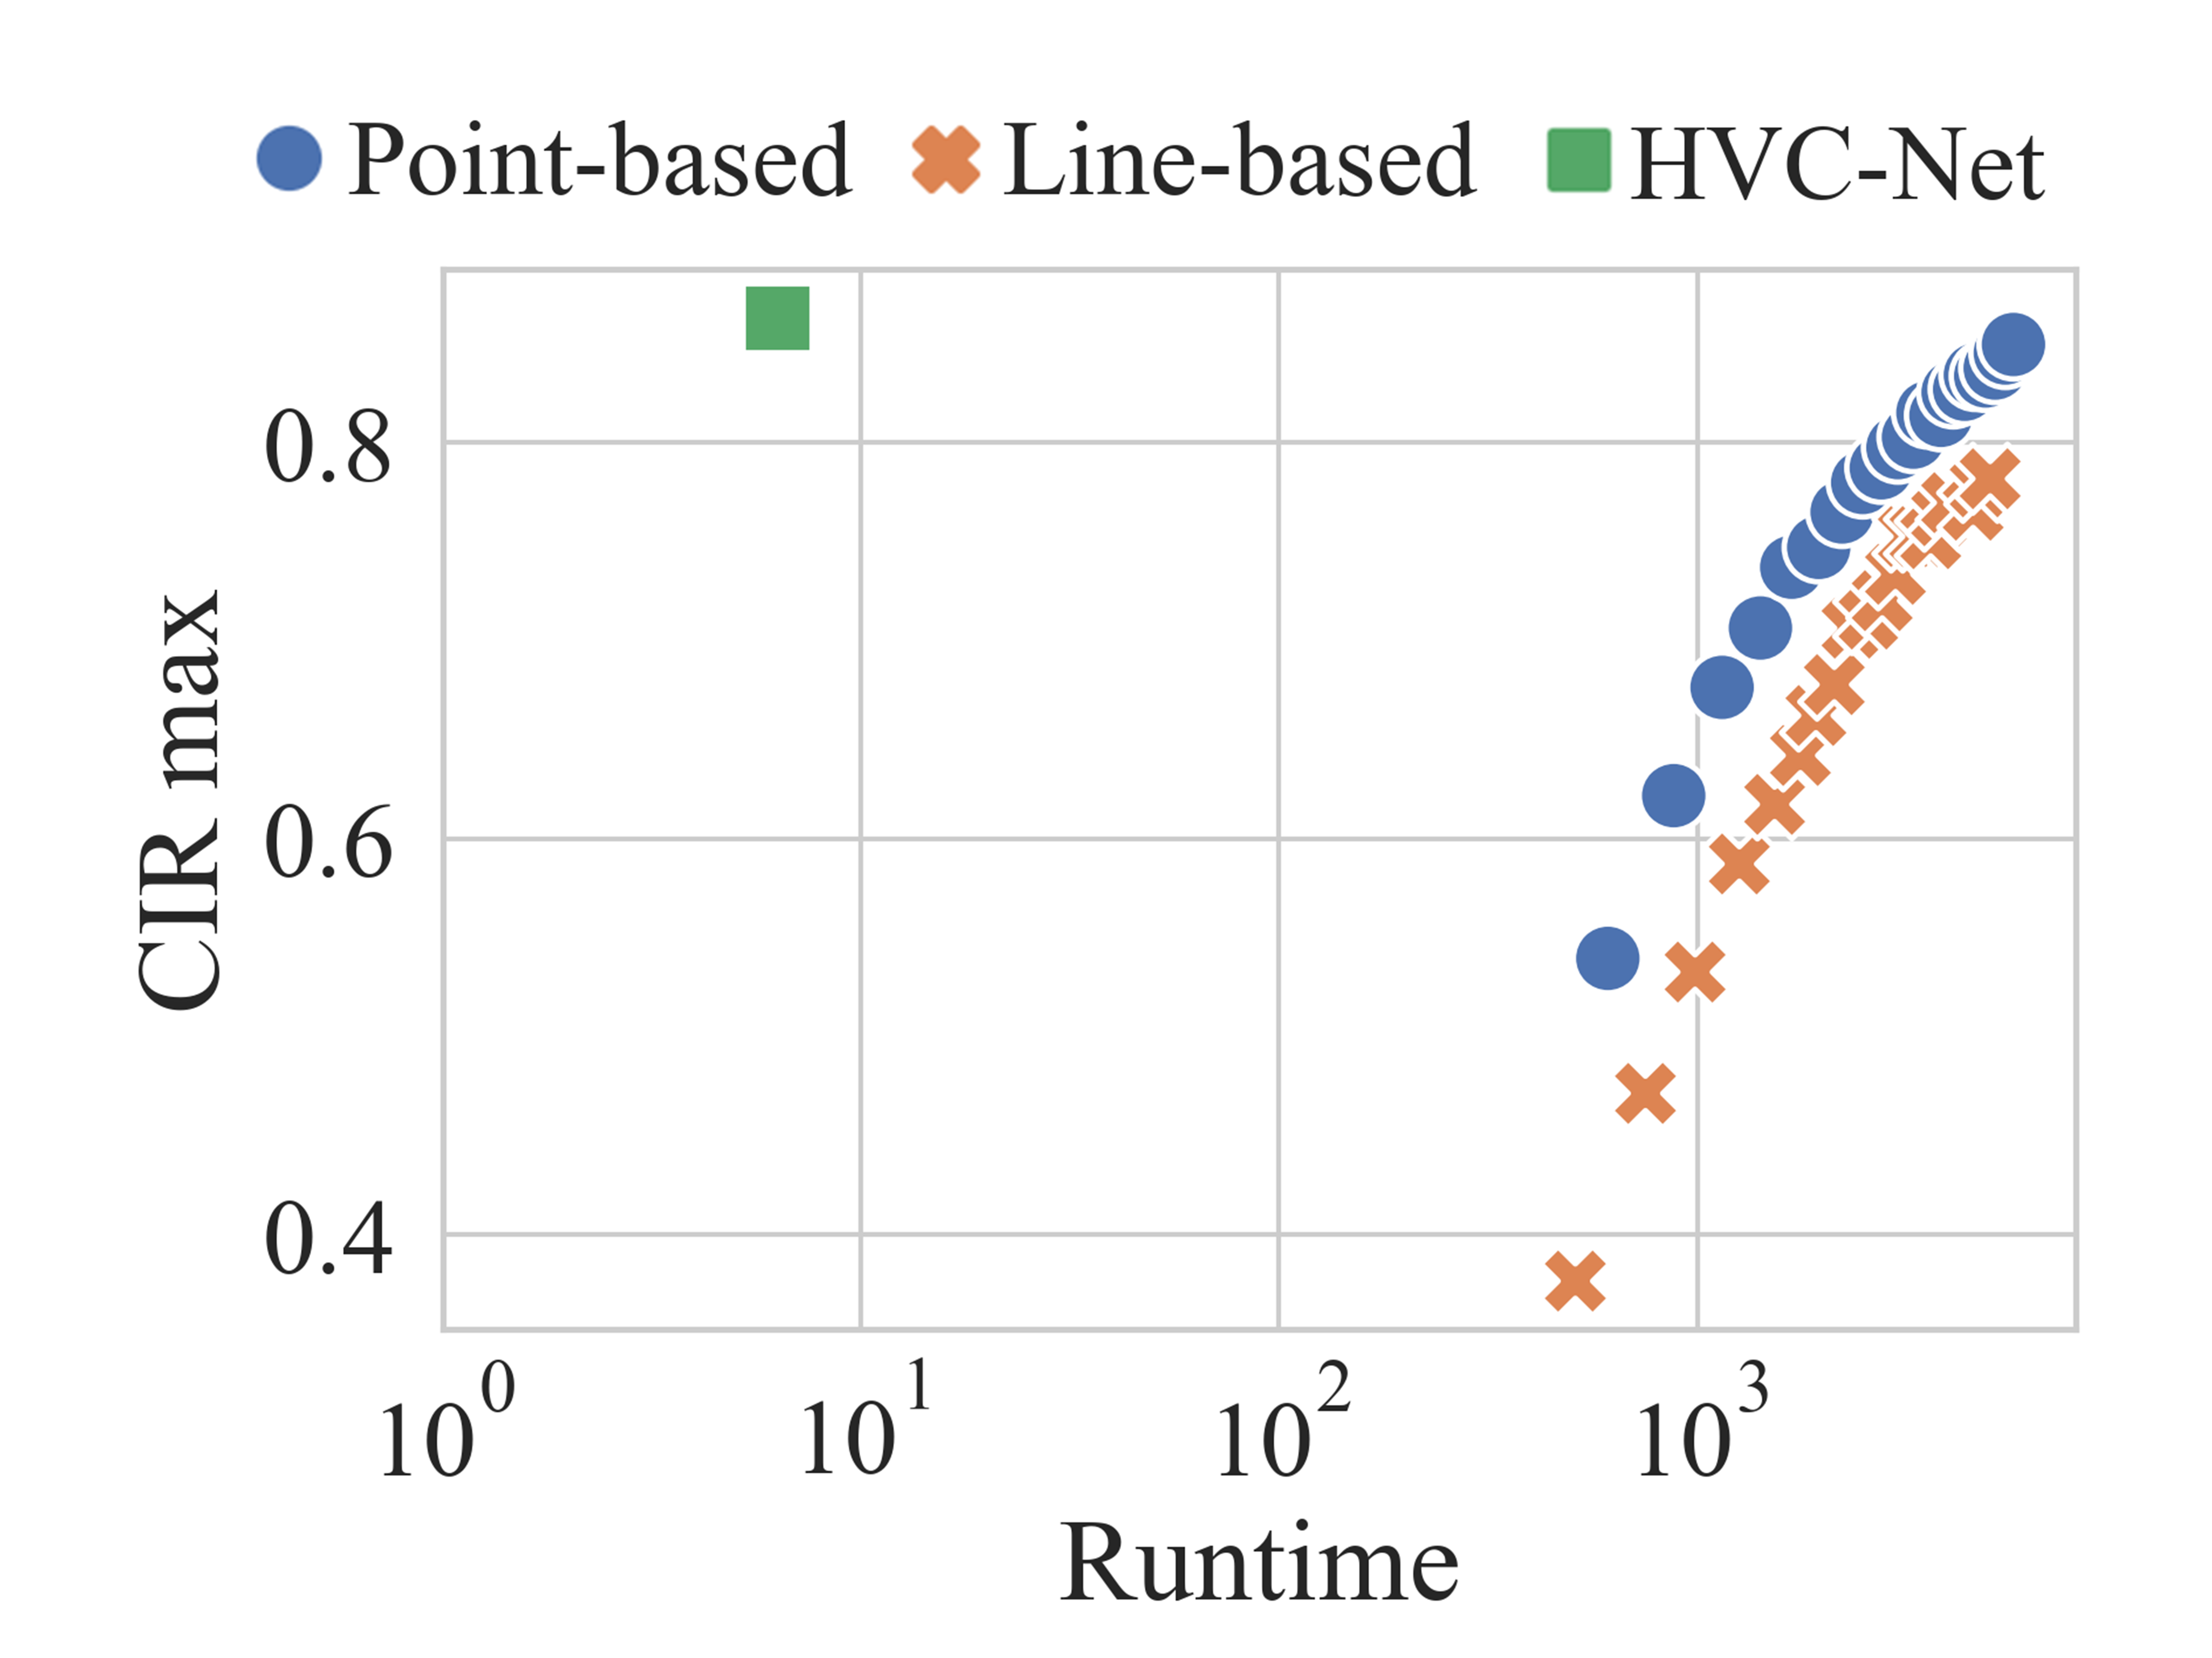 Point-based Line-based HVC-Net
CIR max
0.8
0.6
0.4
10^0 10^1 10^2 10^3
Runtime